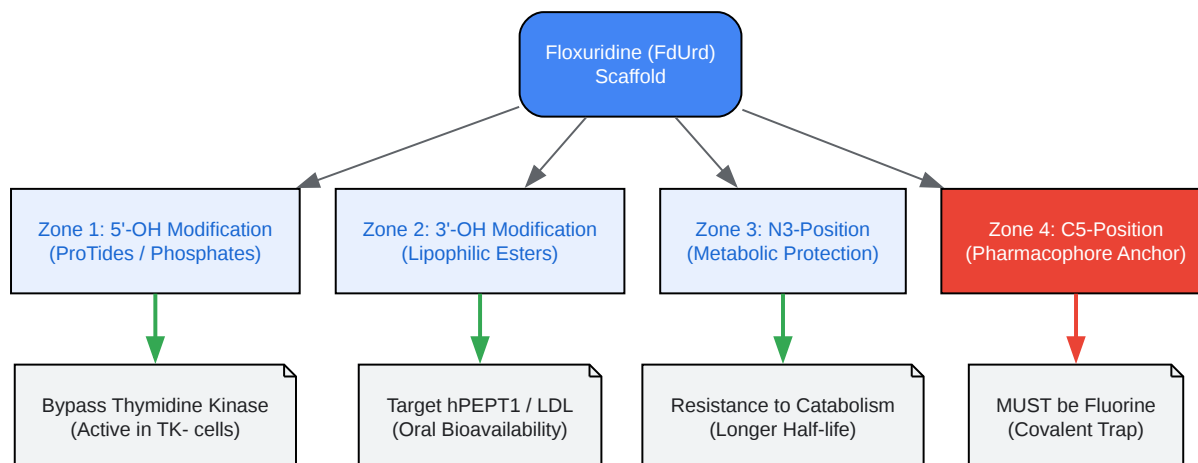 Floxuridine (FdUrd)
Scaffold
Zone 1: 5'-OH Modification
(ProTides / Phosphates)
Zone 2: 3'-OH Modification
(Lipophilic Esters)
Zone 3: N3-Position
(Metabolic Protection)
Zone 4: C5-Position
(Pharmacophore Anchor)
Bypass Thymidine Kinase
(Active in TK- cells)
Target hPEPT1 / LDL
(Oral Bioavailability)
Resistance to Catabolism
(Longer Half-life)
MUST be Fluorine
(Covalent Trap)